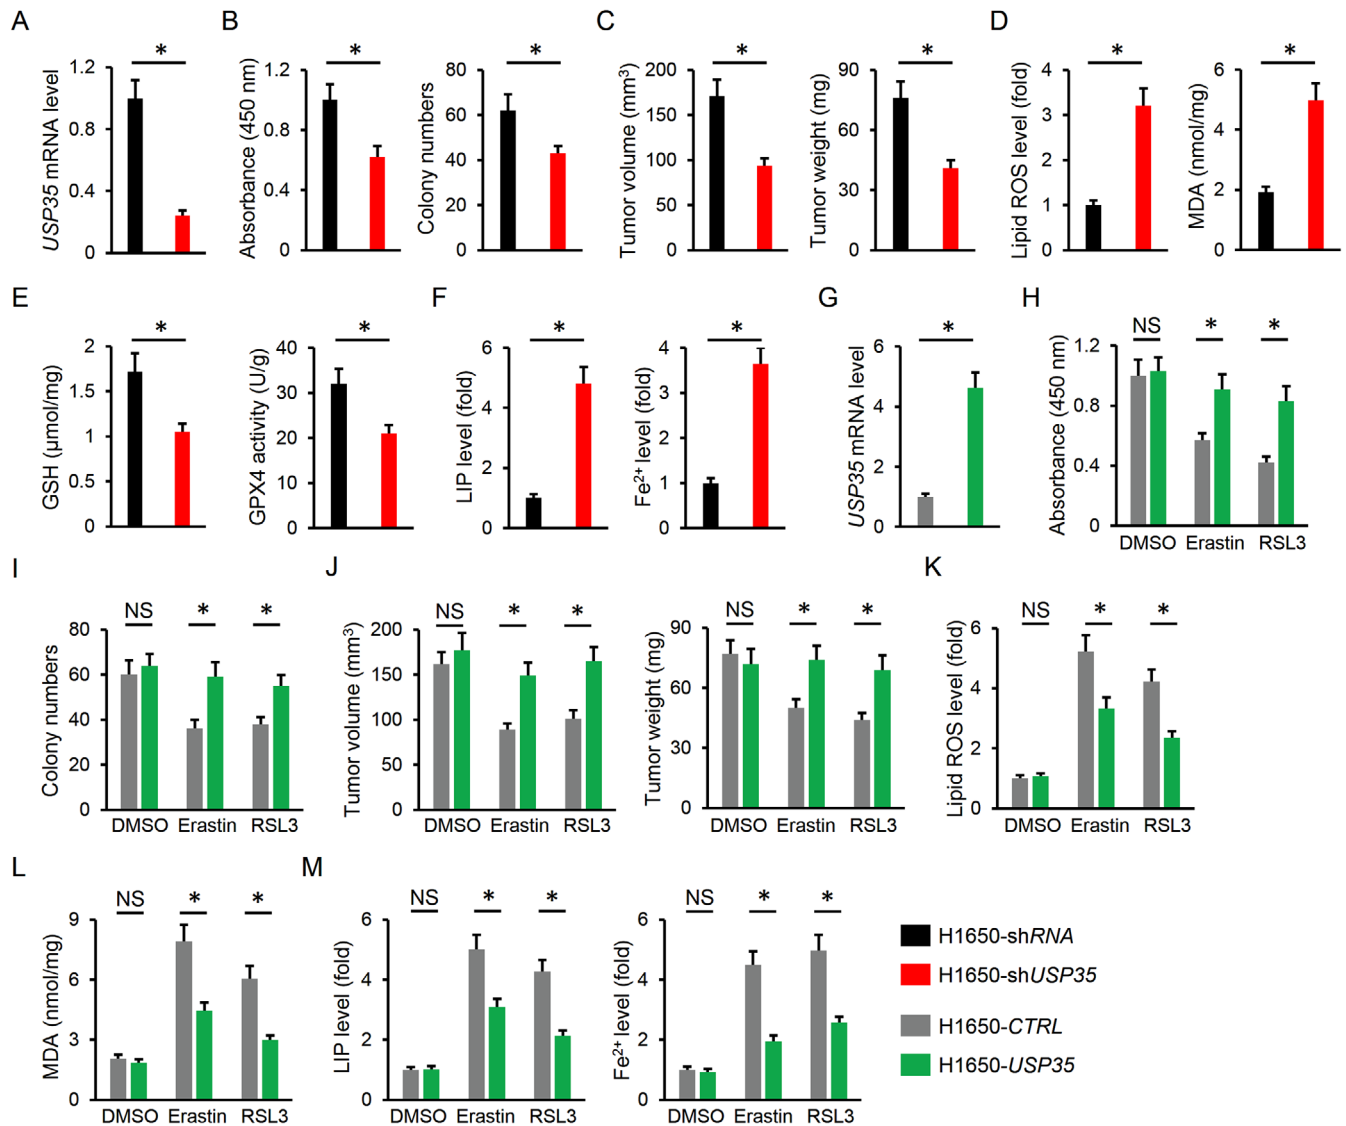 A
B
C
D
*
*
*
*
*
*
*
USP35 mRNA level
1.2
0.8
0.4
0
Absorbance (450 nm)
1.2
0.8
0.4
0
Colony numbers
80
60
40
20
0
Tumor volume (mm³)
200
150
100
50
0
Tumor weight (mg)
90
60
30
0
Lipid ROS level (fold)
4
3
2
1
0
MDA (nmol/mg)
6
4
2
0
E
F
G
H
*
*
*
*
*
NS
*
*
GSH (μmol/mg)
2
1.5
1
0.5
0
GPX4 activity (U/g)
40
30
20
10
0
LIP level (fold)
6
4
2
0
Fe²⁺ level (fold)
4
3
2
1
0
USP35 mRNA level
6
4
2
0
Absorbance (450 nm)
1.2
0.8
0.4
0
DMSO Erastin RSL3
I
J
K
NS
*
*
NS
*
*
NS
*
*
NS
*
*
Colony numbers
80
60
40
20
0
DMSO Erastin RSL3
Tumor volume (mm³)
200
150
100
50
0
DMSO Erastin RSL3
Tumor weight (mg)
90
60
30
0
DMSO Erastin RSL3
Lipid ROS level (fold)
6
4
2
0
DMSO Erastin RSL3
L
M
NS
*
*
NS
*
*
NS
*
*
MDA (nmol/mg)
9
6
3
0
DMSO Erastin RSL3
LIP level (fold)
6
4
2
0
DMSO Erastin RSL3
Fe²⁺ level (fold)
6
4
2
0
DMSO Erastin RSL3
H1650-shRNA
H1650-shUSP35
H1650-CTRL
H1650-USP35